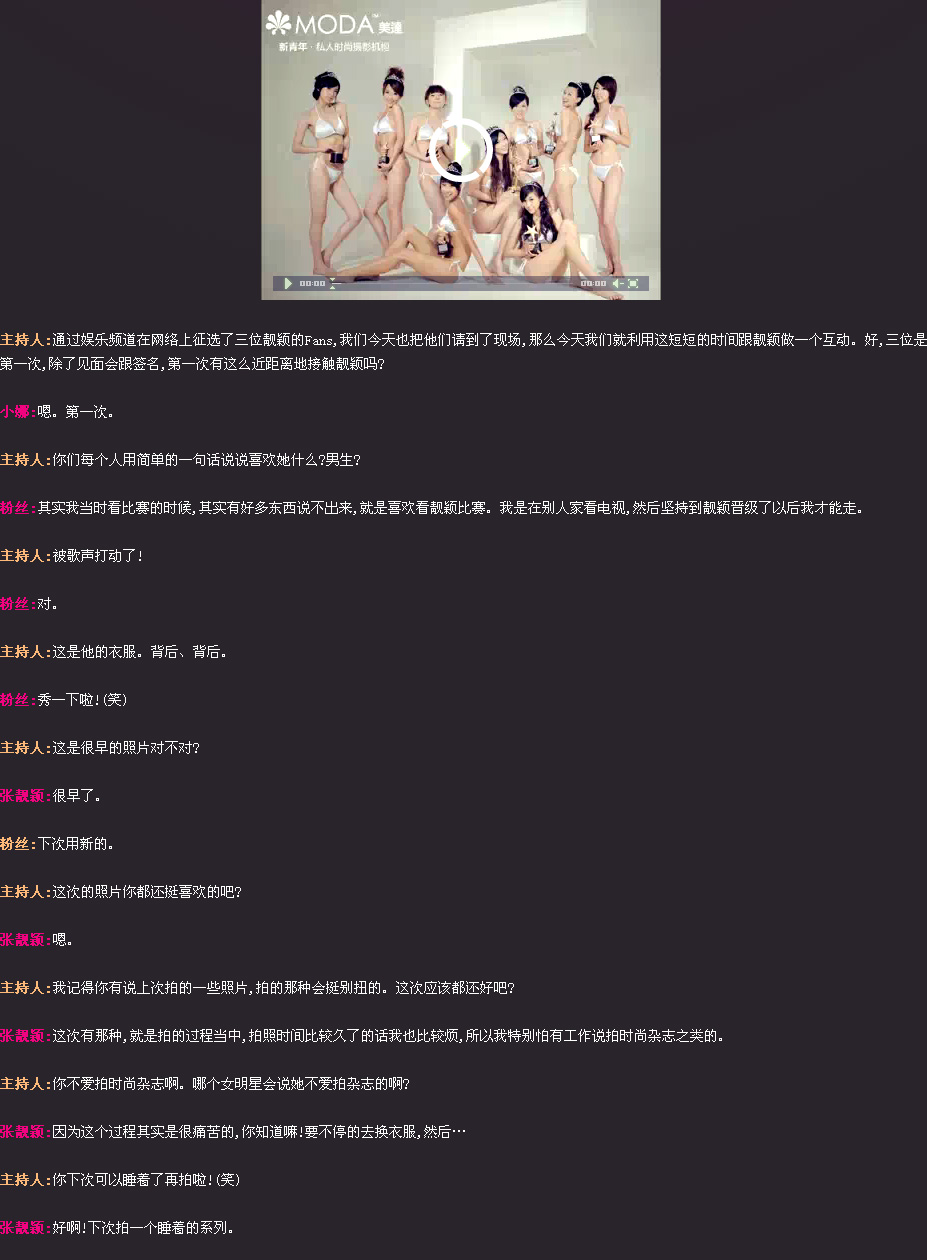 MODA™美達
新青年·私人时尚摄影机构
00:00
00:00
主持人:通过娱乐频道在网络上征选了三位靓颖的Fans,我们今天也把他们请到了现场,那么今天我们就利用这短短的时间跟靓颖做一个互动。好,三位是
第一次,除了见面会跟签名,第一次有这么近距离地接触靓颖吗?
小娜:嗯。第一次。
主持人:你们每个人用简单的一句话说说喜欢她什么?男生?
粉丝:其实我当时看比赛的时候,其实有好多东西说不出来,就是喜欢看靓颖比赛。我是在别人家看电视,然后坚持到靓颖晋级了以后我才能走。
主持人:被歌声打动了!
粉丝:对。
主持人:这是他的衣服。背后、背后。
粉丝:秀一下啦!(笑)
主持人:这是很早的照片对不对?
张靓颖:很早了。
粉丝:下次用新的。
主持人:这次的照片你都还挺喜欢的吧?
张靓颖:嗯。
主持人:我记得你有说上次拍的一些照片,拍的那种会挺别扭的。这次应该都还好吧?
张靓颖:这次有那种,就是拍的过程当中,拍照时间比较久了的话我也比较烦,所以我特别怕有工作说拍时尚杂志之类的。
主持人:你不爱拍时尚杂志啊。哪个女明星会说她不爱拍杂志的啊?
张靓颖:因为这个过程其实是很痛苦的,你知道嘛!要不停的去换衣服,然后…
主持人:你下次可以睡着了再拍啦!(笑)
张靓颖:好啊!下次拍一个睡着的系列。